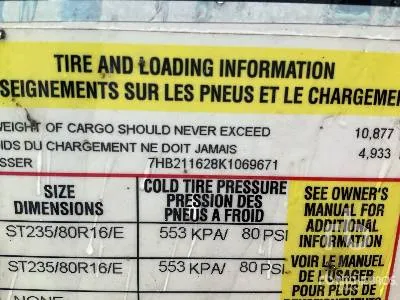 TIRE AND LOADING INFORMATION
SEIGNEMENTS SUR LES PNEUS ET LE CHARGEMEN
WEIGHT OF CARGO SHOULD NEVER EXCEED 10,877
IDS DU CHARGEMENT NE DOIT JAMAIS 4,933
SSER 7HB211628K1069671
SIZE
DIMENSIONS
COLD TIRE PRESSURE
PRESSION DES
PNEUS A FROID
SEE OWNER'S
MANUAL FOR
ADDITIONAL
INFORMATION
ST235/80R16/E 553 KPA/ 80 PSI
VOIR LE MANUEL
DE L'USAGER
POUR PLUS DE
ST235/80R16/E 553 KPA/ 80 PSI
NONE